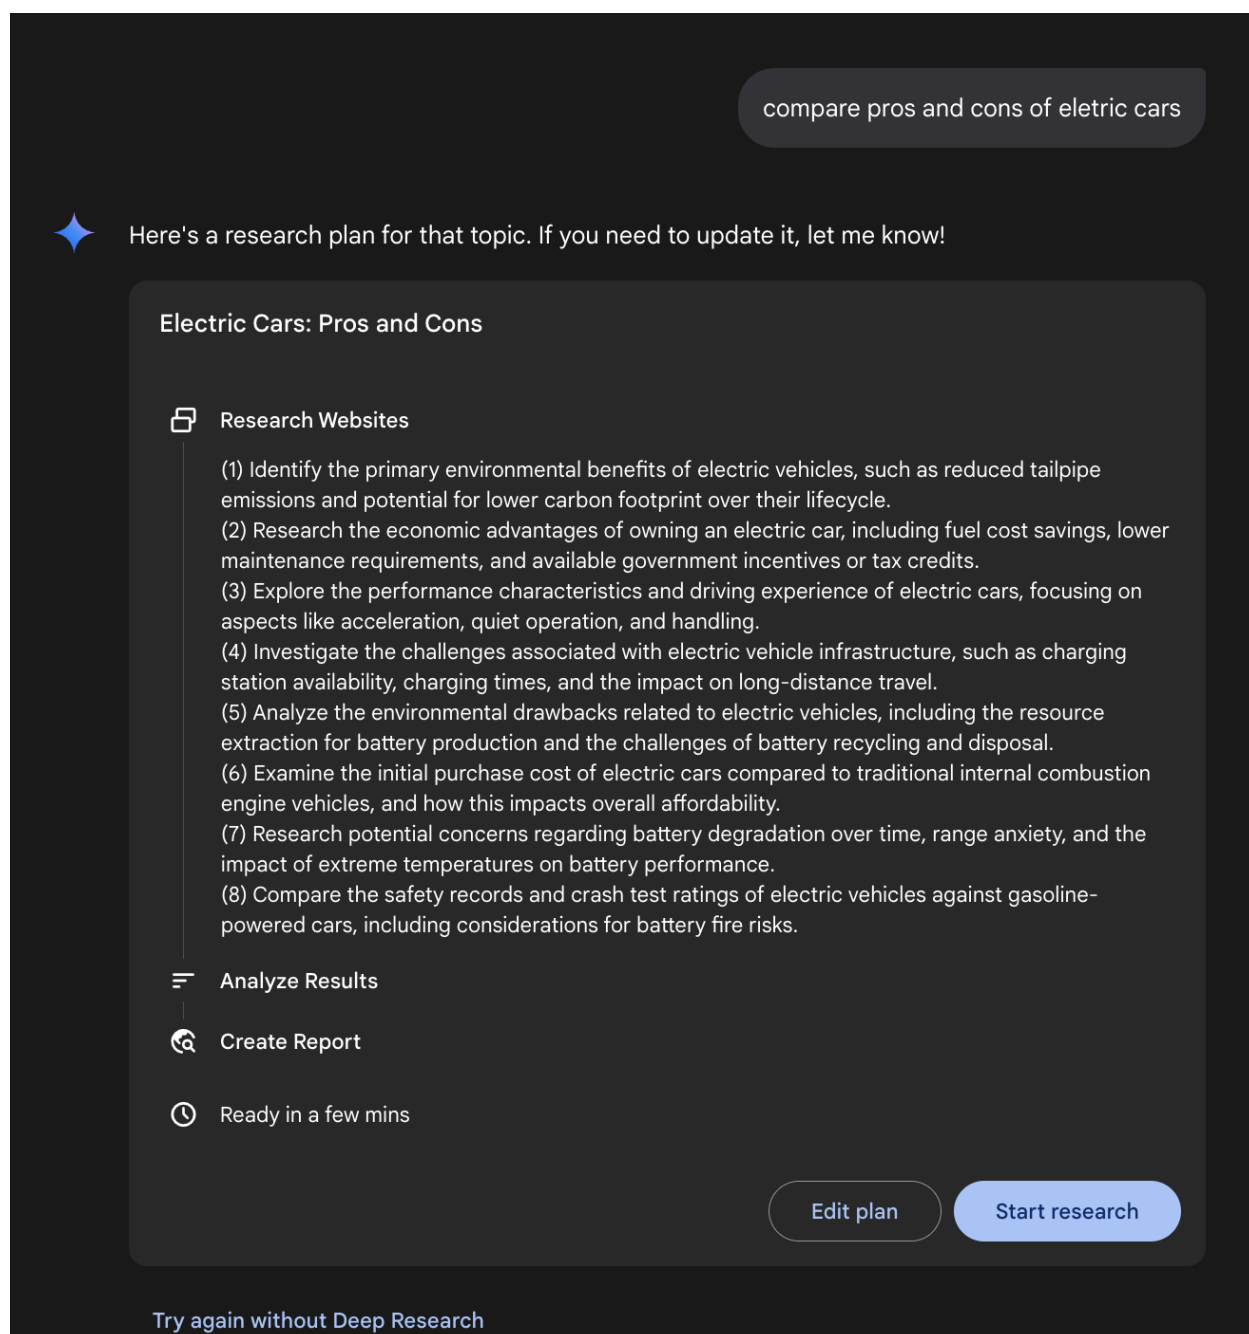 compare pros and cons of eletric cars
Here's a research plan for that topic. If you need to update it, let me know!
Electric Cars: Pros and Cons
Research Websites
(1) Identify the primary environmental benefits of electric vehicles, such as reduced tailpipe
emissions and potential for lower carbon footprint over their lifecycle.
(2) Research the economic advantages of owning an electric car, including fuel cost savings, lower
maintenance requirements, and available government incentives or tax credits.
(3) Explore the performance characteristics and driving experience of electric cars, focusing on
aspects like acceleration, quiet operation, and handling.
(4) Investigate the challenges associated with electric vehicle infrastructure, such as charging
station availability, charging times, and the impact on long-distance travel.
(5) Analyze the environmental drawbacks related to electric vehicles, including the resource
extraction for battery production and the challenges of battery recycling and disposal.
(6) Examine the initial purchase cost of electric cars compared to traditional internal combustion
engine vehicles, and how this impacts overall affordability.
(7) Research potential concerns regarding battery degradation over time, range anxiety, and the
impact of extreme temperatures on battery performance.
(8) Compare the safety records and crash test ratings of electric vehicles against gasoline-
powered cars, including considerations for battery fire risks.
Analyze Results
Create Report
Ready in a few mins
Edit plan
Start research
Try again without Deep Research